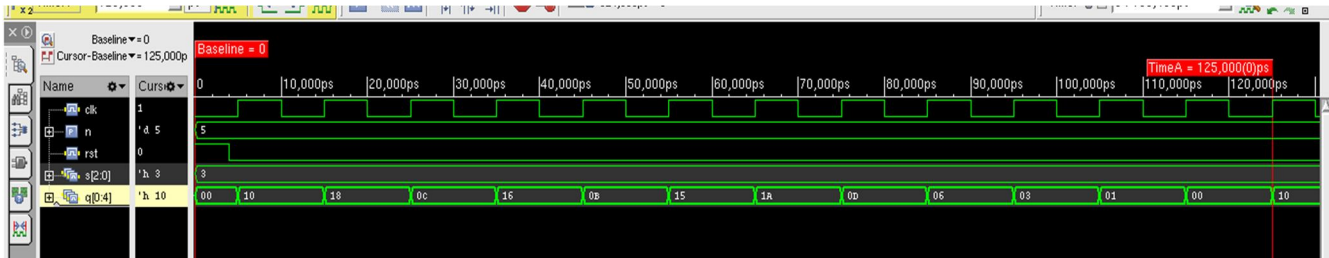 x2
Baseline ▾= 0
Cursor-Baseline ▾= 125,000p
Baseline = 0
TimeA = 125,000(0)ps
Name Curs
0 10,000ps 20,000ps 30,000ps 40,000ps 50,000ps 60,000ps 70,000ps 80,000ps 90,000ps 100,000ps 110,000ps 120,000ps
clk 1
n 'd 5 5
rst 0
s[2:0] 'h 3 3
q[0:4] 'h 10 00 10 18 0C 16 0B 15 1A 0D 06 03 01 00 10